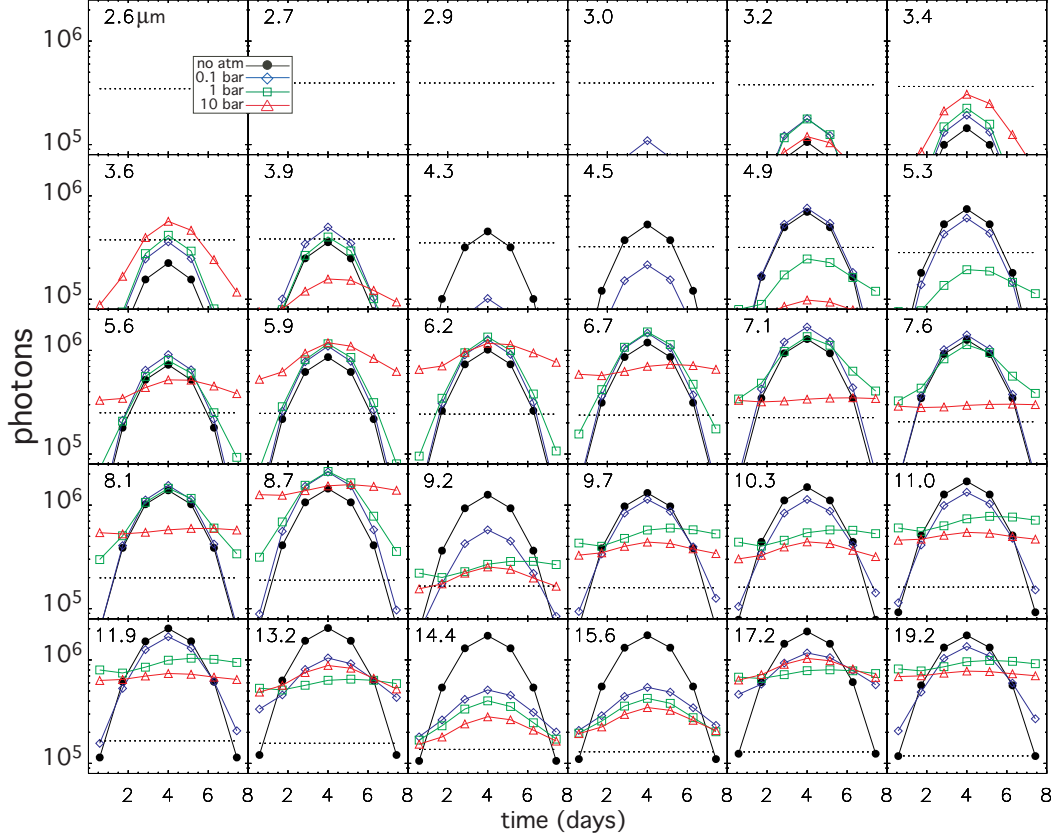 2.6μm 2.7 2.9 3.0 3.2 3.4
10⁶
no atm
0.1 bar
1 bar
10 bar
10⁵
3.6 3.9 4.3 4.5 4.9 5.3
10⁶
10⁵
5.6 5.9 6.2 6.7 7.1 7.6
10⁶
photons
10⁵
8.1 8.7 9.2 9.7 10.3 11.0
10⁶
10⁵
11.9 13.2 14.4 15.6 17.2 19.2
10⁶
10⁵
2 4 6 8 2 4 6 8 2 4 6 8 2 4 6 8 2 4 6 8 2 4 6 8
time (days)